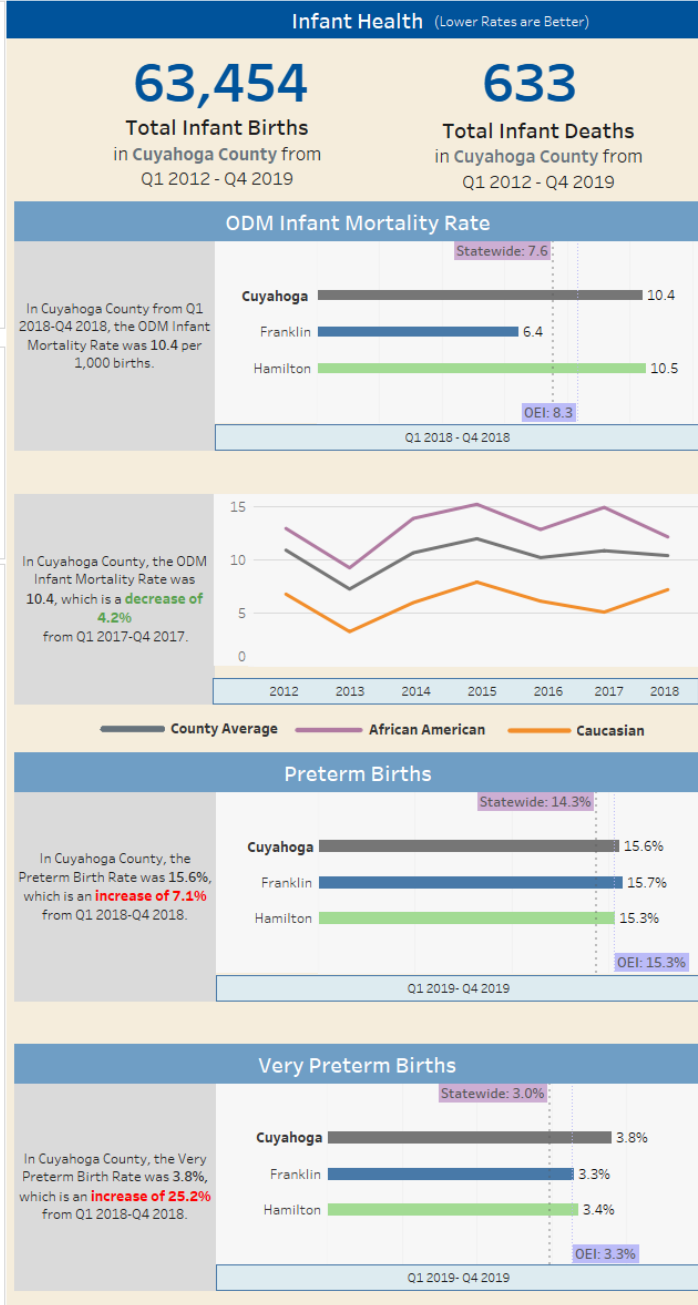 Infant Health (Lower Rates are Better)
63,454
Total Infant Births
in Cuyahoga County from
Q1 2012 - Q4 2019
633
Total Infant Deaths
in Cuyahoga County from
Q1 2012 - Q4 2019
ODM Infant Mortality Rate
In Cuyahoga County from Q1
2018-Q4 2018, the ODM Infant
Mortality Rate was 10.4 per
1,000 births.
Statewide: 7.6
Cuyahoga 10.4
Franklin 6.4
Hamilton 10.5
OEI: 8.3
Q1 2018 - Q4 2018
In Cuyahoga County, the ODM
Infant Mortality Rate was
10.4, which is a decrease of
4.2%
from Q1 2017-Q4 2017.
15
10
5
0
2012 2013 2014 2015 2016 2017 2018
County Average African American Caucasian
Preterm Births
In Cuyahoga County, the
Preterm Birth Rate was 15.6%,
which is an increase of 7.1%
from Q1 2018-Q4 2018.
Statewide: 14.3%
Cuyahoga 15.6%
Franklin 15.7%
Hamilton 15.3%
OEI: 15.3%
Q1 2019- Q4 2019
Very Preterm Births
In Cuyahoga County, the Very
Preterm Birth Rate was 3.8%,
which is an increase of 25.2%
from Q1 2018-Q4 2018.
Statewide: 3.0%
Cuyahoga 3.8%
Franklin 3.3%
Hamilton 3.4%
OEI: 3.3%
Q1 2019- Q4 2019